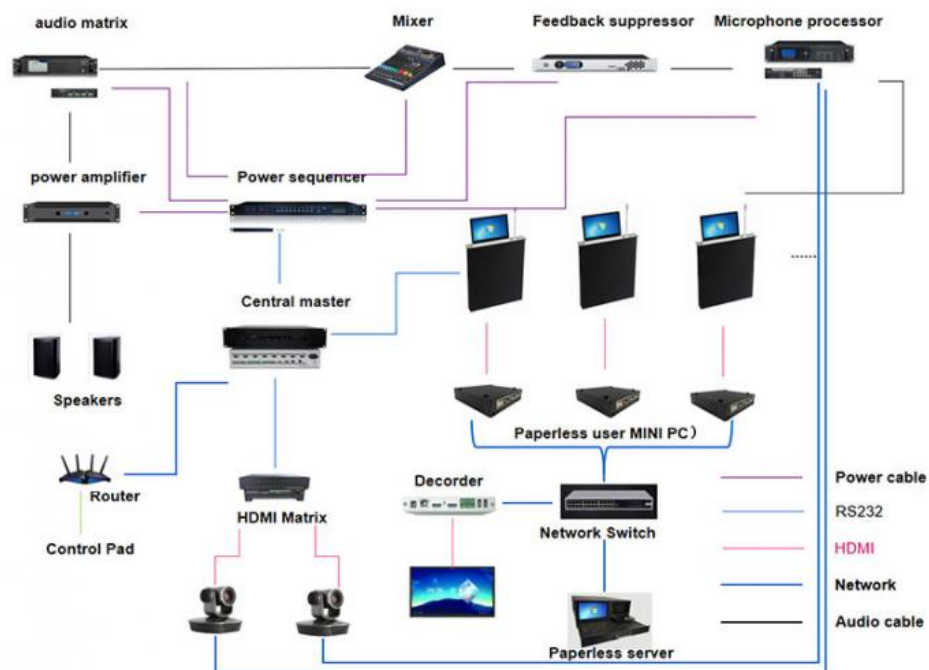 audio matrix
Mixer
Feedback suppressor
Microphone processor
power amplifier
Power sequencer
Central master
Speakers
Paperless user MINI PC）
Router
HDMI Matrix
Decorder
Network Switch
Control Pad
Paperless server
Power cable
RS232
HDMI
Network
Audio cable